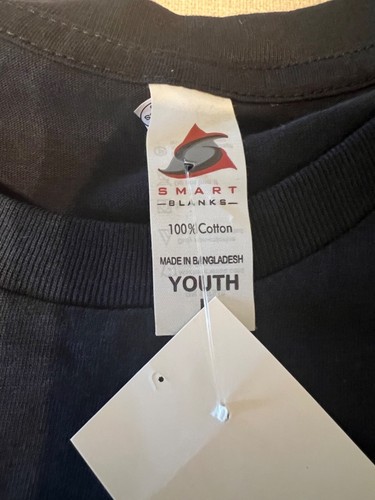 SMART
BLANKS
100% Cotton
MADE IN BANGLADESH
YOUTH